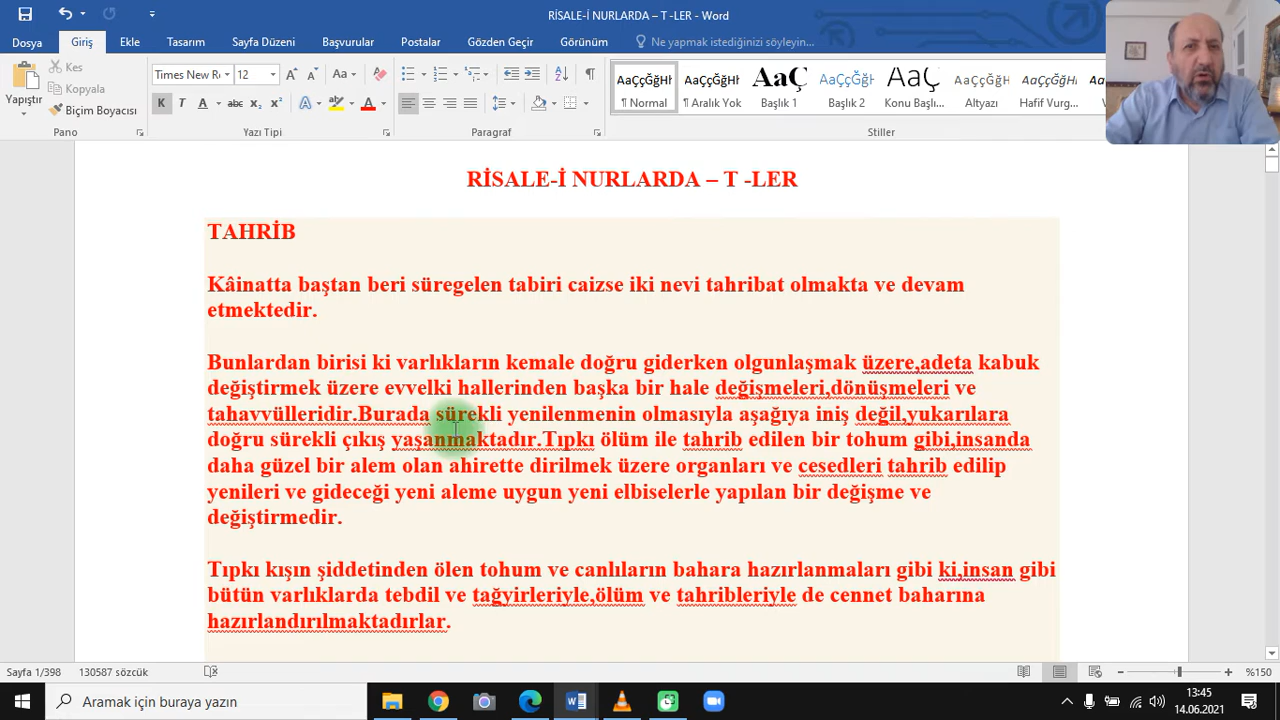 RİSALE-İ NURLARDA – T -LER - Word
Dosya Giriş Ekle Tasarım Sayfa Düzeni Başvurular Postalar Gözden Geçir Görünüm Ne yapmak istediğinizi söyleyin...
Yapıştır
Kes
Kopyala
Biçim Boyacısı
Times New Ro 12
AaÇçĞğHł AaÇçĞğHł AaÇ AaÇçĞğHł AaÇç AaÇçĞğHł AaÇçĞğHł
¶ Normal ¶ Aralık Yok Başlık 1 Başlık 2 Konu Başlı... Altyazı Hafif Vurg...
Pano Yazı Tipi Paragraf Stiller
RİSALE-İ NURLARDA – T -LER
TAHRİB
Kâinatta baştan beri süregelen tabiri caizse iki nevi tahribat olmakta ve devam
etmektedir.
Bunlardan birisi ki varlıkların kemale doğru giderken olgunlaşmak üzere,adeta kabuk
değiştirmek üzere evvelki hallerinden başka bir hale değişmeleri,dönüşmeleri ve
tahavvülleridir.Burada sürekli yenilenmenin olmasıyla aşağıya iniş değil,yukarılara
doğru sürekli çıkış yaşanmaktadır.Tıpkı ölüm ile tahrib edilen bir tohum gibi,insanda
daha güzel bir alem olan ahirette dirilmek üzere organları ve cesedleri tahrib edilip
yenileri ve gideceği yeni aleme uygun yeni elbiselerle yapılan bir değişme ve
değiştirmedir.
Tıpkı kışın şiddetinden ölen tohum ve canlıların bahara hazırlanmaları gibi ki,insan gibi
bütün varlıklarda tebdil ve tağyirleriyle,ölüm ve tahribleriyle de cennet baharına
hazırlandırılmaktadırlar.
Sayfa 1/398 130587 sözcük %150
Aramak için buraya yazın
13:45
14.06.2021